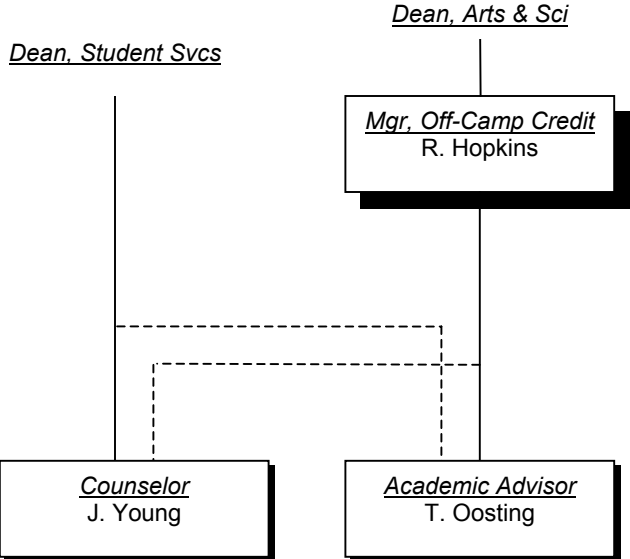 Dean, Arts & Sci
Dean, Student Svcs
Mgr, Off-Camp Credit
R. Hopkins
Counselor
J. Young
Academic Advisor
T. Oosting